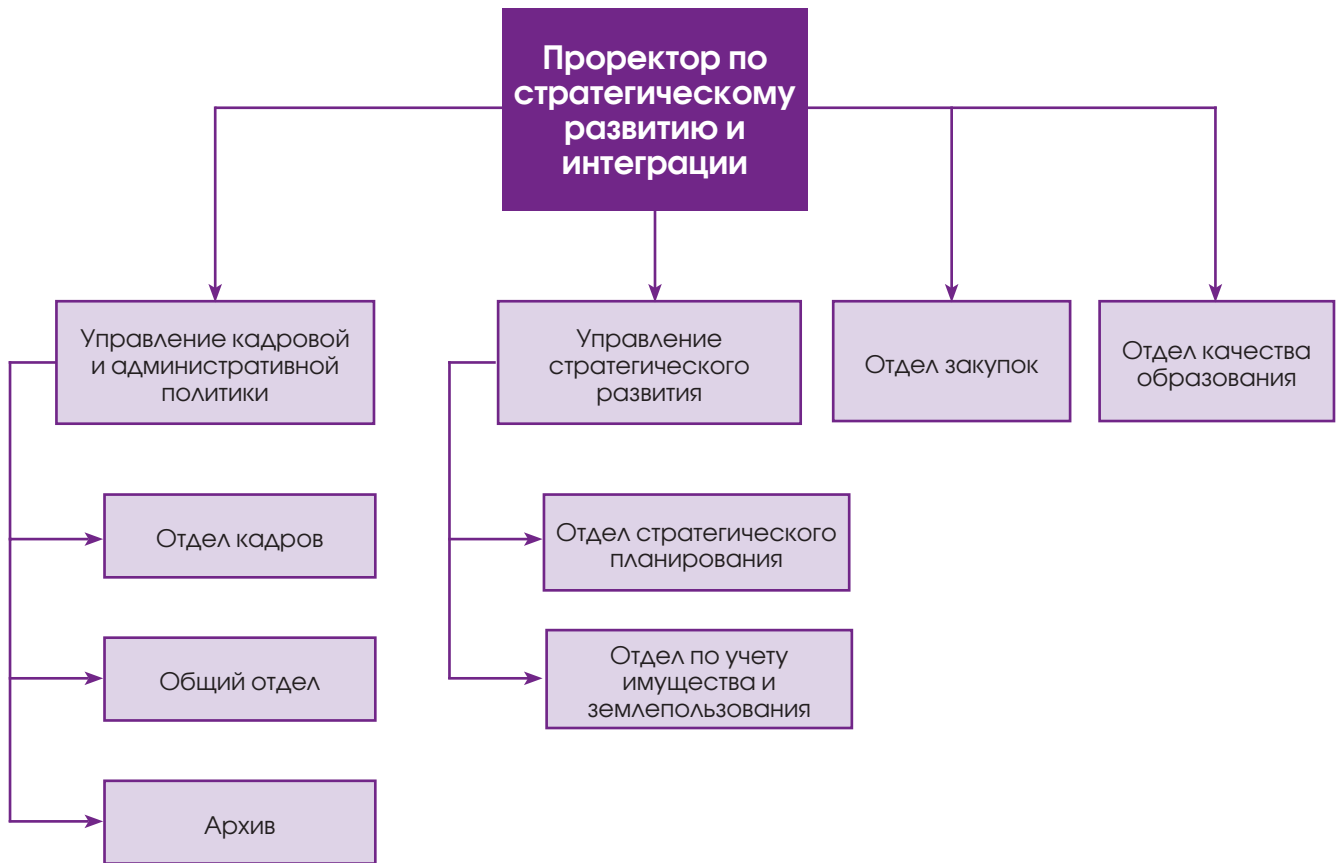 Проректор по
стратегическому
развитию и
интеграции
Управление кадровой
и административной
политики
Управление
стратегического
развития
Отдел закупок
Отдел качества
образования
Отдел кадров
Отдел стратегического
планирования
Общий отдел
Отдел по учету
имущества и
землепользования
Архив